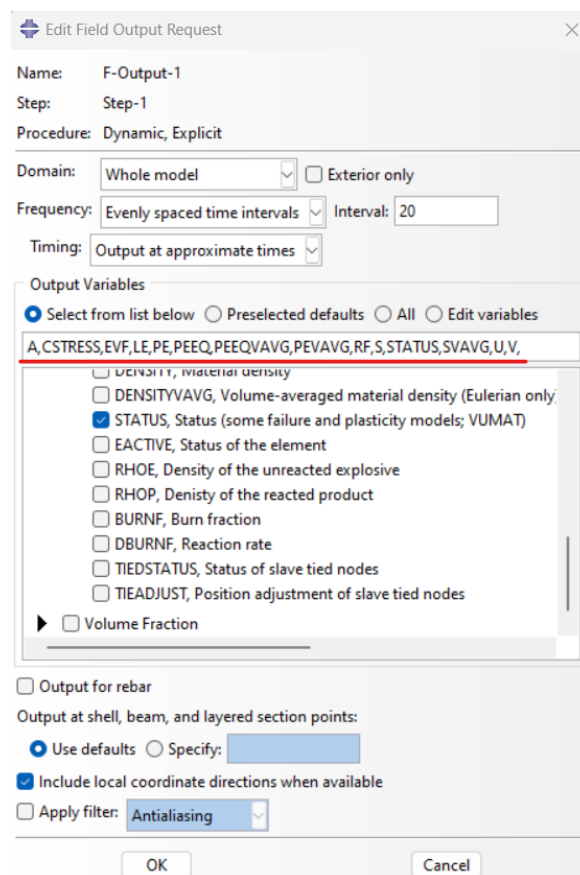 Edit Field Output Request
Name: F-Output-1
Step: Step-1
Procedure: Dynamic, Explicit
Domain: Whole model Exterior only
Frequency: Evenly spaced time intervals Interval: 20
Timing: Output at approximate times
Output Variables
Select from list below Preselected defaults All Edit variables
A,CSTRESS,EVF,LE,PE,PEEQ,PEEQVAVG,PEVAVG,RF,S,STATUS,SVAVG,U,V,
DENSITY, Material density
DENSITYVAVG, Volume-averaged material density (Eulerian only)
STATUS, Status (some failure and plasticity models; VUMAT)
EACTIVE, Status of the element
RHOE, Density of the unreacted explosive
RHOP, Denisty of the reacted product
BURNF, Burn fraction
DBURNF, Reaction rate
TIEDSTATUS, Status of slave tied nodes
TIEADJUST, Position adjustment of slave tied nodes
Volume Fraction
Output for rebar
Output at shell, beam, and layered section points:
Use defaults Specify:
Include local coordinate directions when available
Apply filter: Antialiasing
OK Cancel